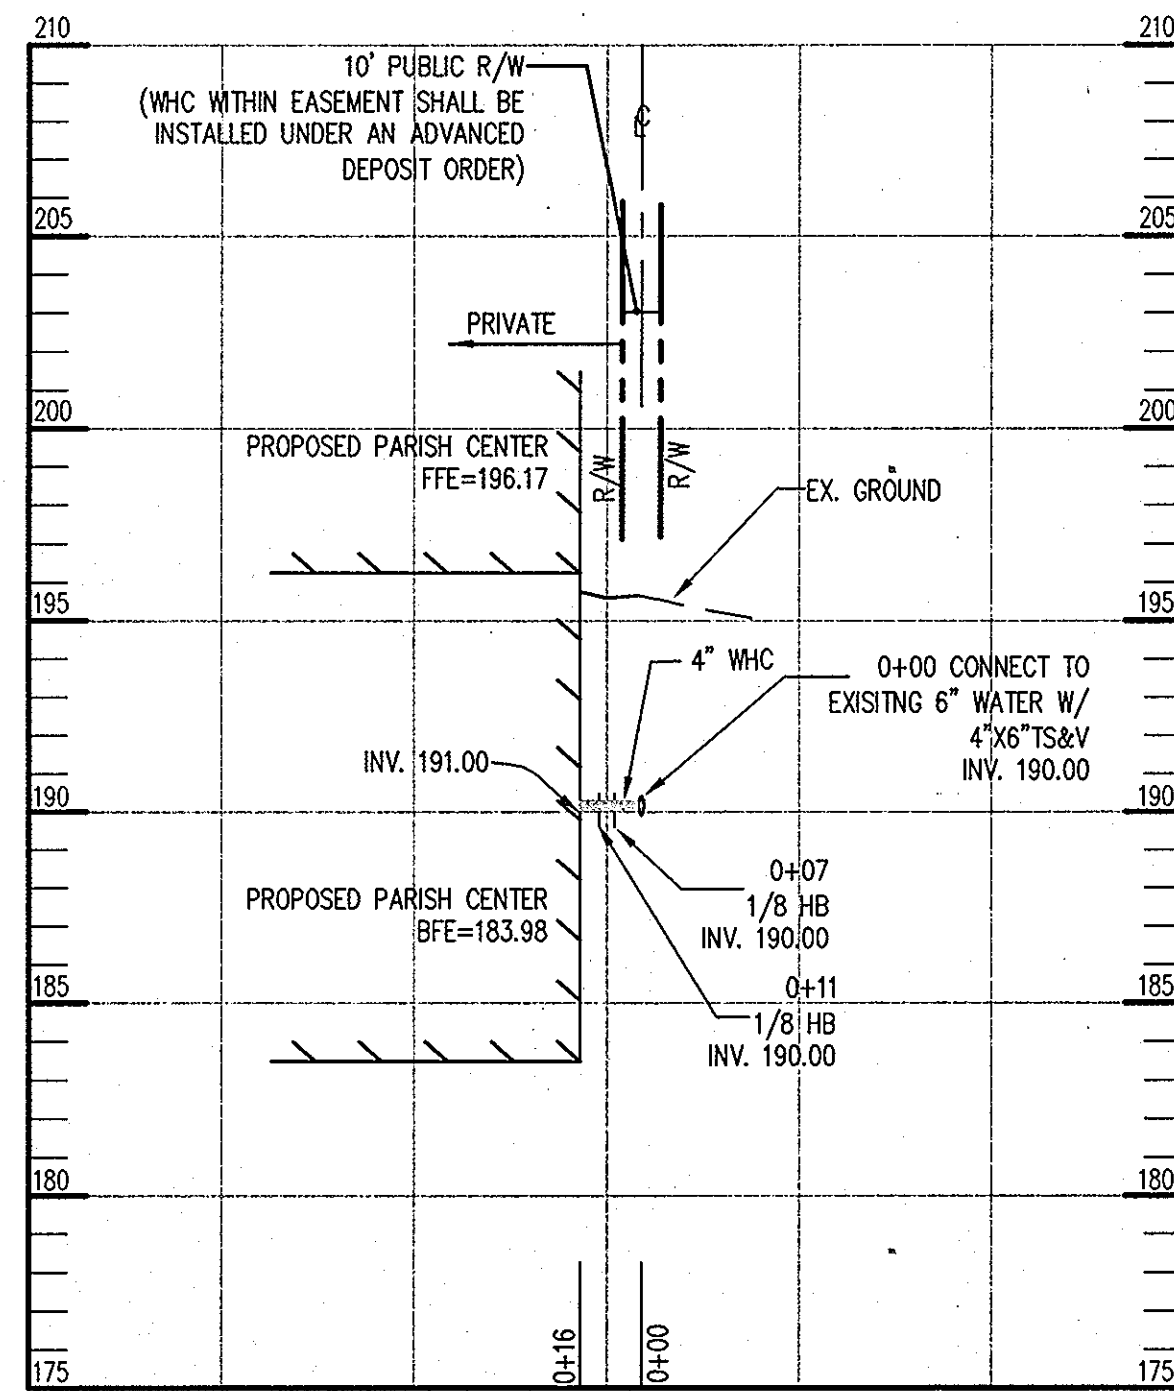 210
210
10' PUBLIC R/W
(WHC WITHIN EASEMENT SHALL BE
INSTALLED UNDER AN ADVANCED
DEPOSIT ORDER)
℄
205
205
PRIVATE
200
200
PROPOSED PARISH CENTER
FFE=196.17
R/W
R/W
EX. GROUND
195
195
4" WHC
0+00 CONNECT TO
EXISITNG 6" WATER W/
4"X6"TS&V
INV. 190.00
INV. 191.00
190
190
0+07
1/8 HB
INV. 190.00
PROPOSED PARISH CENTER
BFE=183.98
0+11
1/8 HB
INV. 190.00
185
185
180
180
0+16
0+00
175
175